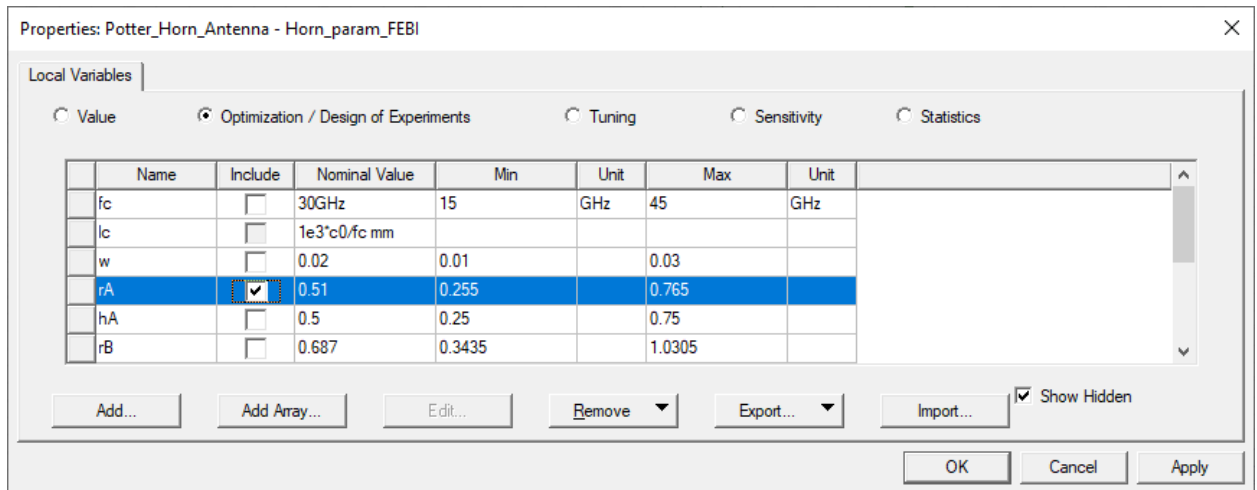 Properties: Potter_Horn_Antenna - Horn_param_FEBI
Local Variables
Value Optimization / Design of Experiments Tuning Sensitivity Statistics
Name Include Nominal Value Min Unit Max Unit
fc 30GHz 15 GHz 45 GHz
lc 1e3*c0/fc mm
w 0.02 0.01 0.03
rA 0.51 0.255 0.765
hA 0.5 0.25 0.75
rB 0.687 0.3435 1.0305
Add... Add Array... Edit... Remove Export... Import... Show Hidden
OK Cancel Apply